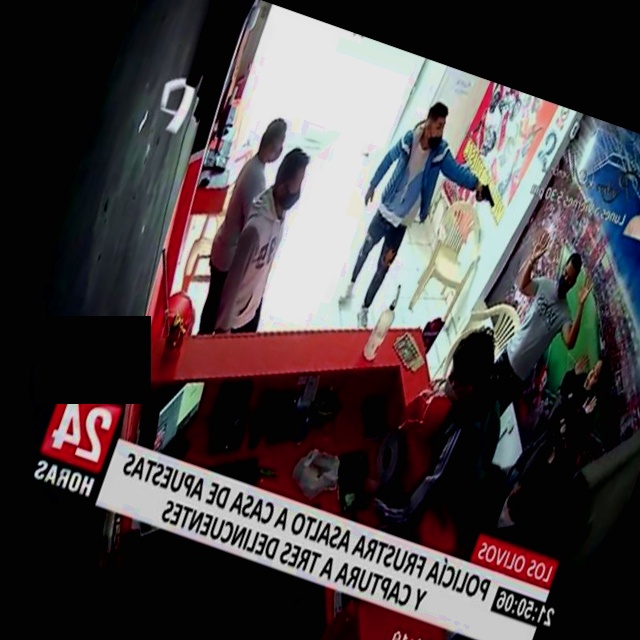 LOS OLIVOS
21:50:06
POLICÍA FRUSTRA ASALTO A CASA DE APUESTAS
Y CAPTURA A TRES DELINCUENTES
24
HORAS